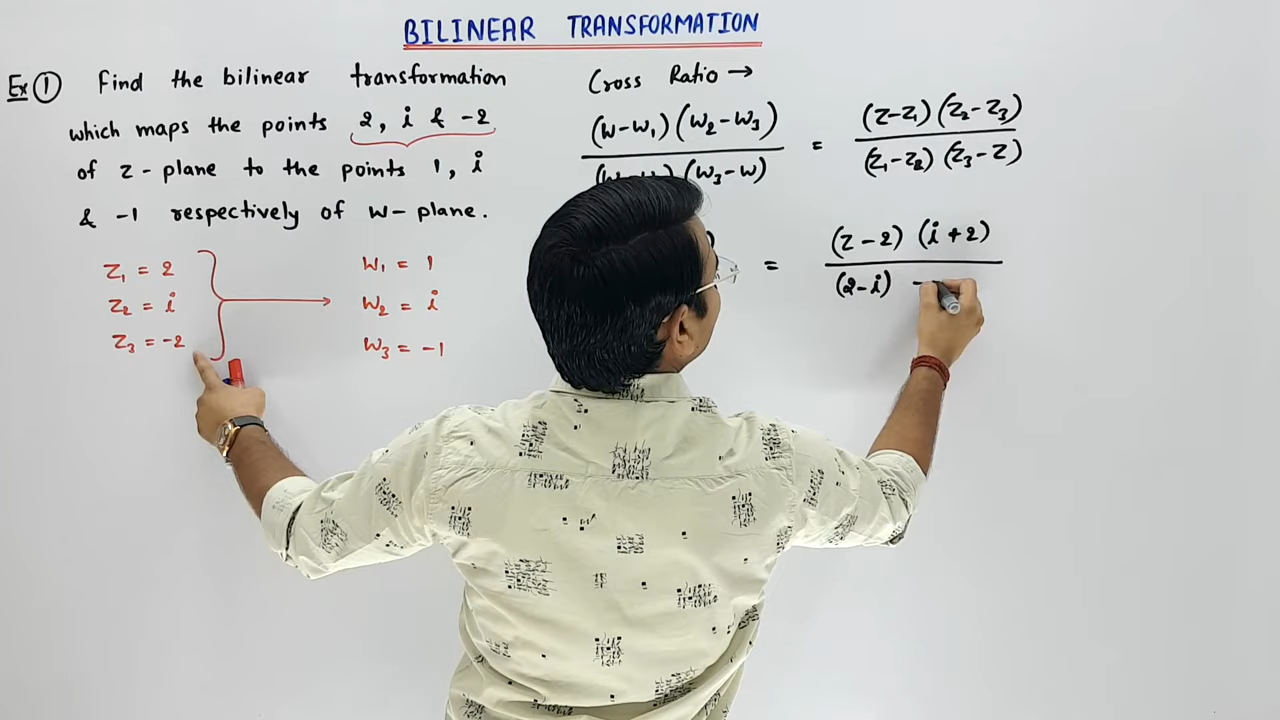 BILINEAR TRANSFORMATION
Ex ① Find the bilinear transformation
which maps the points 2, i & -2
of z-plane to the points 1, i
& -1 respectively of w-plane.
Z₁ = 2
Z₂ = i
Z₃ = -2
W₁ = 1
W₂ = i
W₃ = -1
Cross Ratio →
(W-W₁) (W₂-W₃) = (Z-Z₁) (Z₂-Z₃)
(W₃-W) (Z₁-Z₂) (Z₃-Z)
= (Z-2) (i+2)
(2-i) -